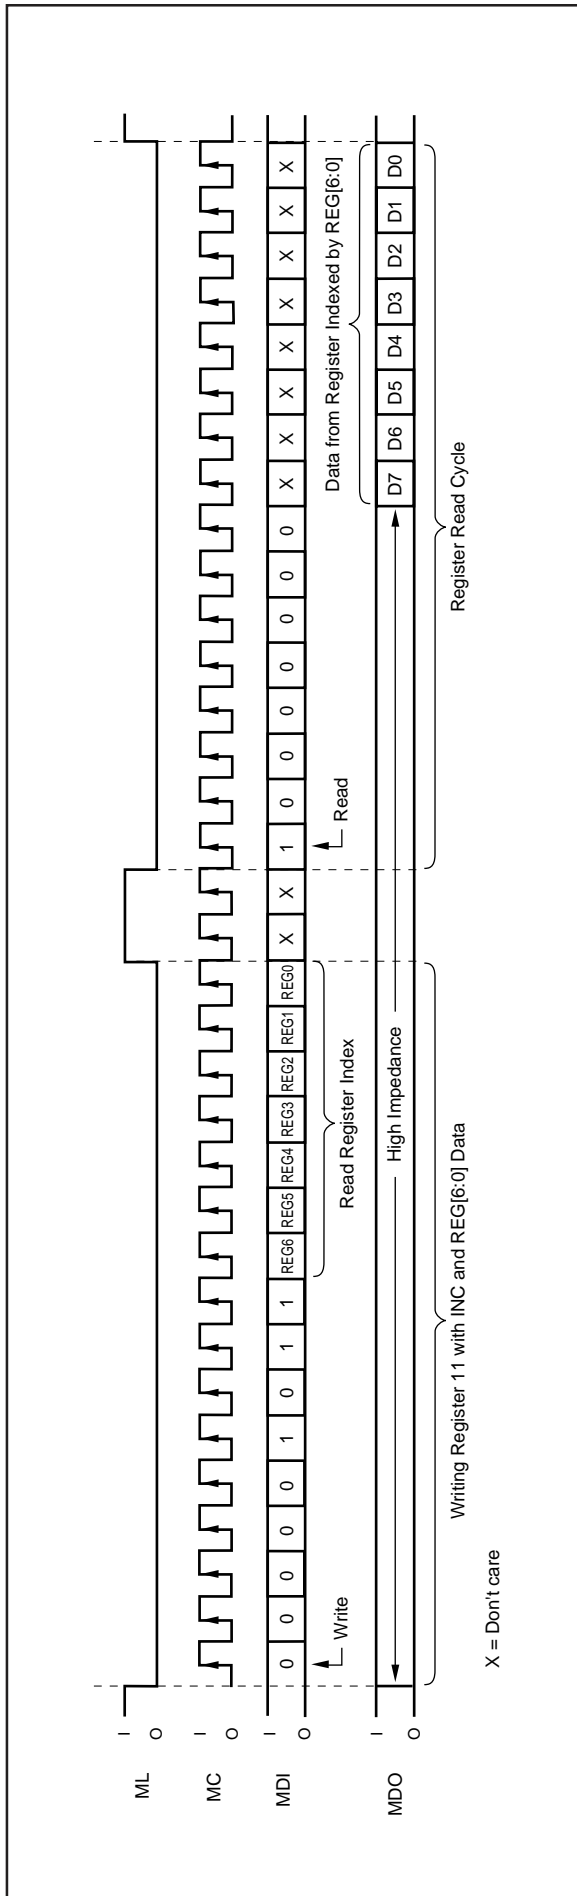 ML I O
MC I O
MDI I O
0 0 0 0 0 1 0 1 1 REG6 REG5 REG4 REG3 REG2 REG1 REG0 X X 1 0 0 0 0 0 0 0 X X X X X X X X
Write
Read Register Index
Read
Data from Register Indexed by REG[6:0]
MDO I O
High Impedance
D7 D6 D5 D4 D3 D2 D1 D0
Writing Register 11 with INC and REG[6:0] Data
Register Read Cycle
X = Don't care